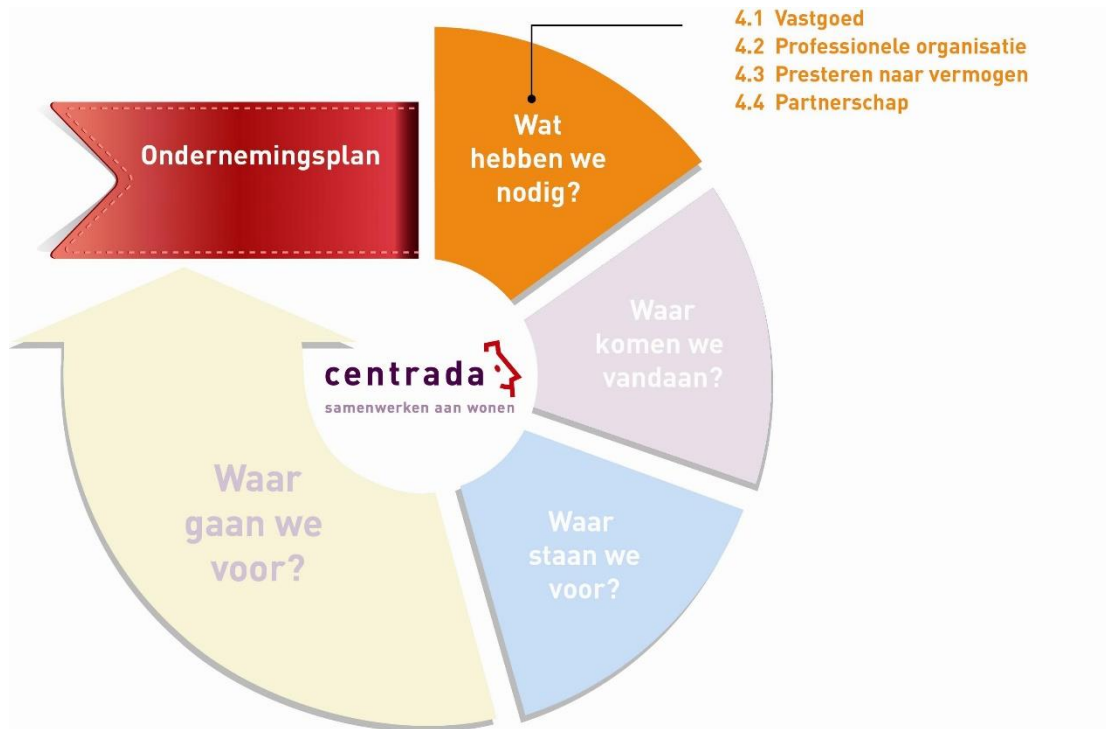 4.1 Vastgoed
4.2 Professionele organisatie
4.3 Presteren naar vermogen
4.4 Partnerschap
Ondernemingsplan
Wat
hebben we
nodig?
Waar
komen we
vandaan?
centrada
samenwerken aan wonen
Waar
staan we
voor?
Waar
gaan we
voor?